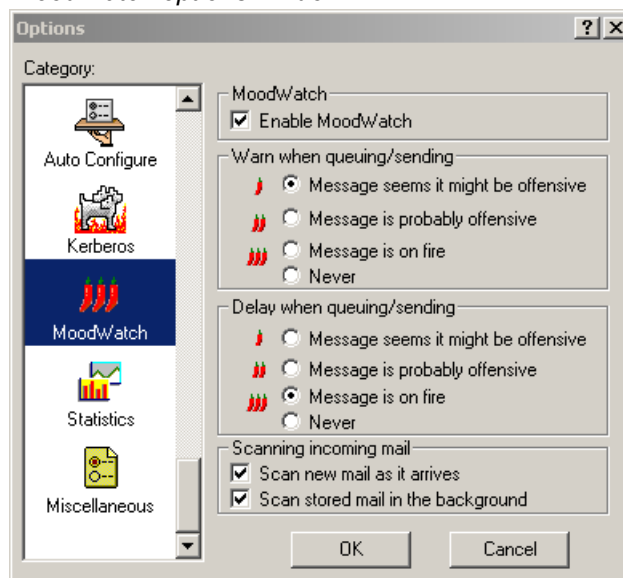 Options
Category:
Auto Configure
Kerberos
MoodWatch
Statistics
Miscellaneous
MoodWatch
Enable MoodWatch
Warn when queuing/sending
Message seems it might be offensive
Message is probably offensive
Message is on fire
Never
Delay when queuing/sending
Message seems it might be offensive
Message is probably offensive
Message is on fire
Never
Scanning incoming mail
Scan new mail as it arrives
Scan stored mail in the background
OK
Cancel